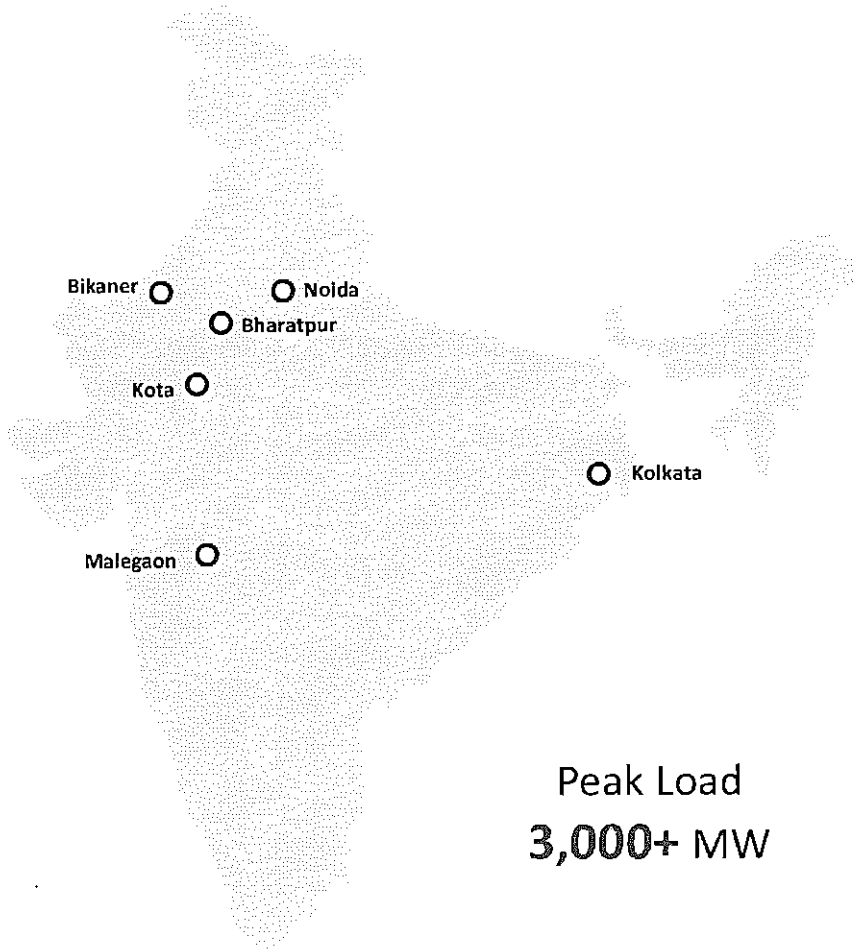 Bikaner
Noida
Bharatpur
Kota
Kolkata
Malegaon
Peak Load
3,000+ MW